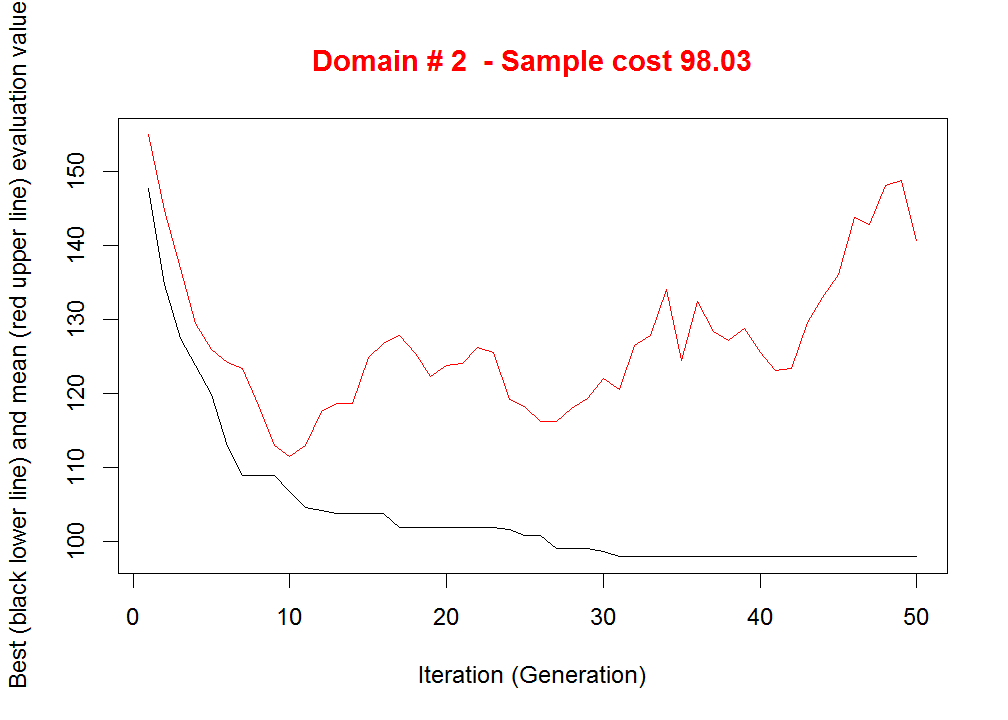 Domain # 2  - Sample cost 98.03
Best (black lower line) and mean (red upper line) evaluation value
150
140
130
120
110
100
0 10 20 30 40 50
Iteration (Generation)